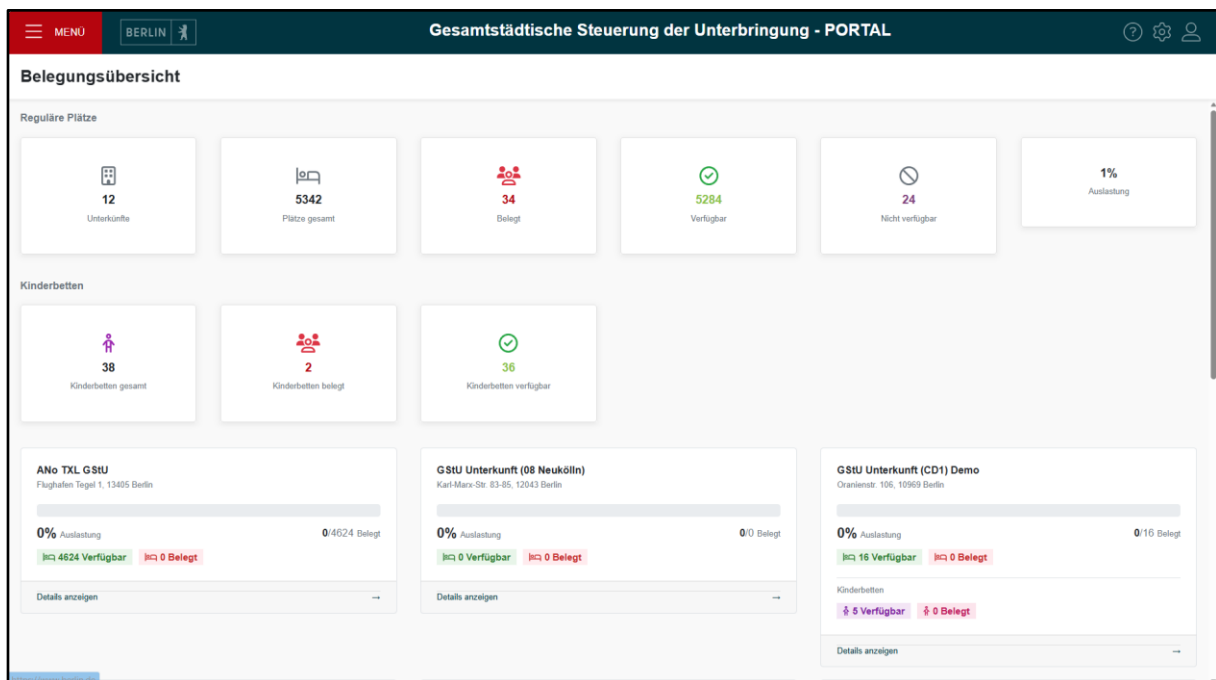 MENÜ
BERLIN
Gesamtstädtische Steuerung der Unterbringung - PORTAL
Belegungsübersicht
Reguläre Plätze
12
Unterkünfte
5342
Plätze gesamt
34
Belegt
5284
Verfügbar
24
Nicht verfügbar
1%
Auslastung
Kinderbetten
38
Kinderbetten gesamt
2
Kinderbetten belegt
36
Kinderbetten verfügbar
ANo TXL GStU
Flughafen Tegel 1, 13405 Berlin
0% Auslastung 0/4624 Belegt
4624 Verfügbar 0 Belegt
Details anzeigen →
GStU Unterkunft (08 Neukölln)
Karl-Marx-Str. 83-85, 12043 Berlin
0% Auslastung 0/0 Belegt
0 Verfügbar 0 Belegt
Details anzeigen →
GStU Unterkunft (CD1) Demo
Oranienstr. 106, 10969 Berlin
0% Auslastung 0/16 Belegt
16 Verfügbar 0 Belegt
Kinderbetten
5 Verfügbar 0 Belegt
Details anzeigen →